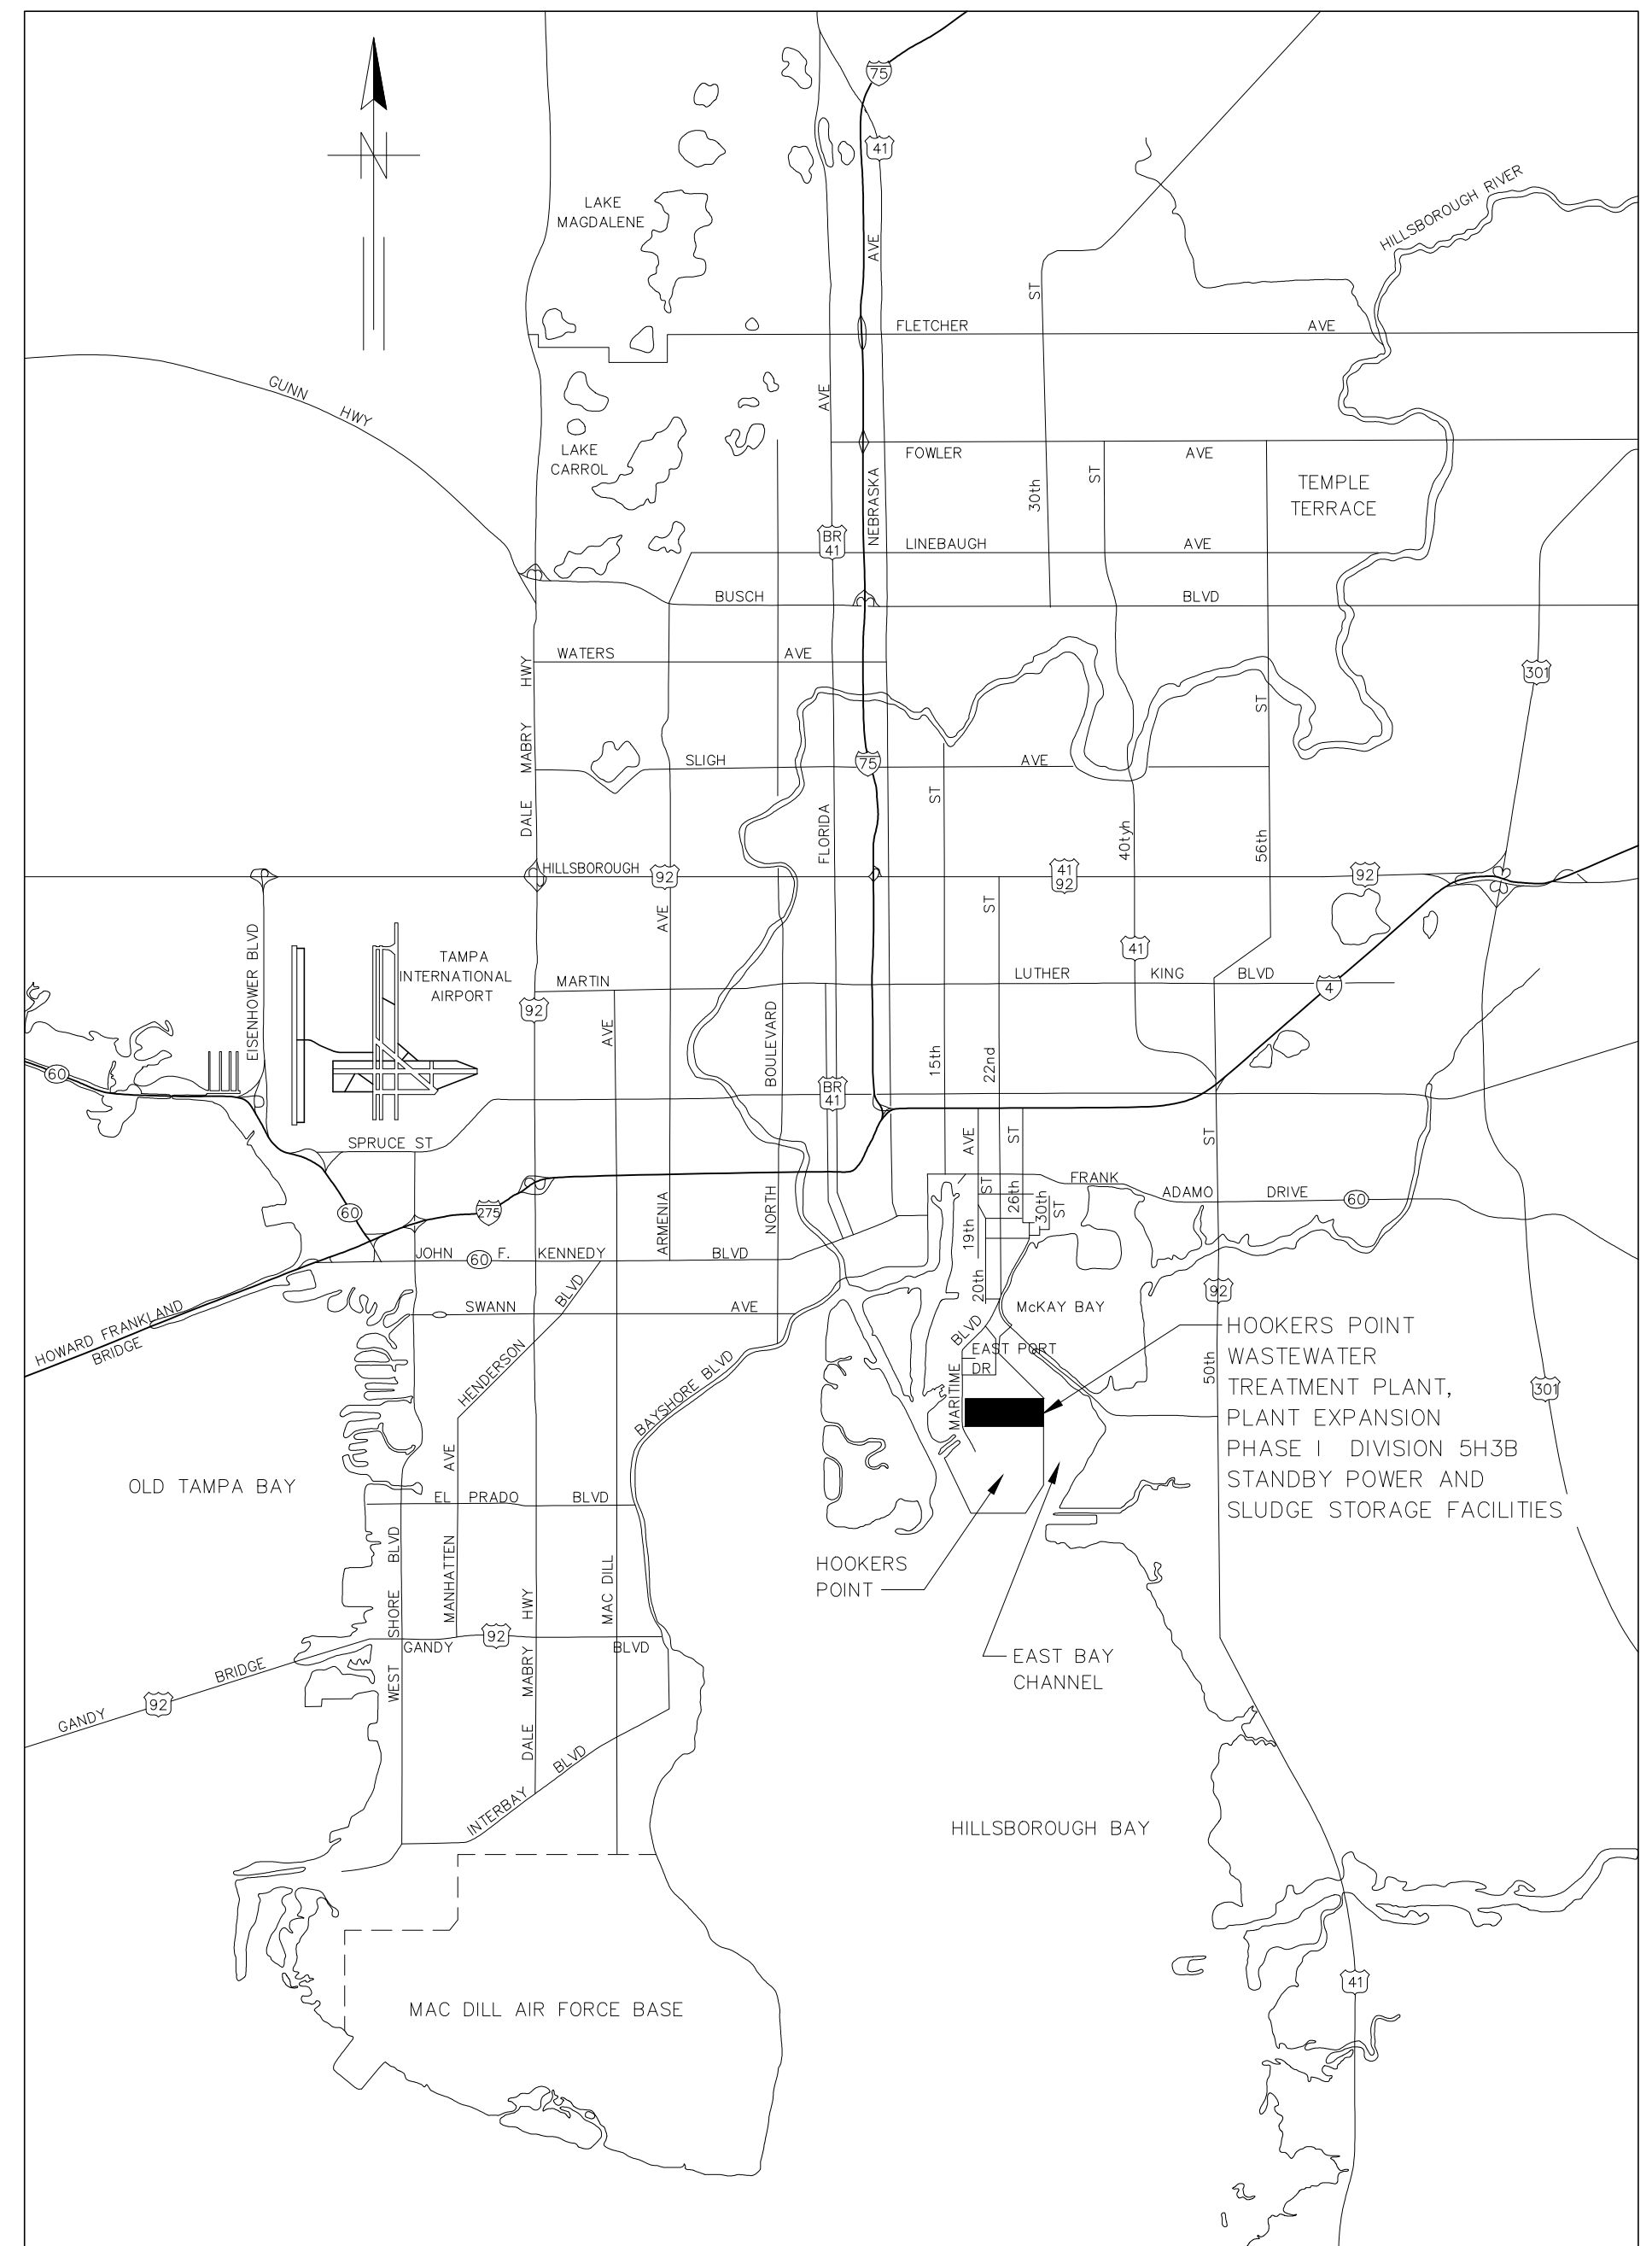 N
75
41
HILLSBOROUGH RIVER
LAKE
MAGDALENE
AVE
ST
FLETCHER
AVE
GUNN HWY
AVE
LAKE
CARROL
FOWLER
AVE
ST
TEMPLE
TERRACE
30th
NEBRASKA
BR
41
LINEBAUGH
AVE
BUSCH
BLVD
WATERS
AVE
HWY
301
ST
MABRY
SLIGH
75
AVE
ST
DALE
FLORIDA
40tyh
56th
HILLSBOROUGH
92
41
92
92
AVE
ST
EISENHOWER BLVD
TAMPA
INTERNATIONAL
AIRPORT
41
MARTIN
LUTHER
KING
BLVD
4
92
AVE
BOULEVARD
15th
22nd
60
BR
41
SPRUCE ST
AVE
ST
ST
FRANK
ADAMO
DRIVE
60
ST
26th
30th
ST
60
275
ARMENIA
NORTH
19th
JOHN
60
F.
KENNEDY
BLVD
20th
92
HENDERSON
BLVD
SWANN
AVE
McKAY BAY
HOWARD FRANKLAND
BRIDGE
BLVD
EAST PORT
DR
MARITIME
50th
HOOKERS POINT
WASTEWATER
TREATMENT PLANT,
PLANT EXPANSION
PHASE I DIVISION 5H3B
STANDBY POWER AND
SLUDGE STORAGE FACILITIES
301
BAYSHORE BLVD
AVE
OLD TAMPA BAY
EL PRADO
BLVD
WEST SHORE BLVD
MANHATTEN
HWY
MAC DILL
HOOKERS
POINT
GANDY
92
BLVD
EAST BAY
CHANNEL
GANDY
92
BRIDGE
DALE MABRY
INTERBAY
BLVD
HILLSBOROUGH BAY
41
MAC DILL AIR FORCE BASE